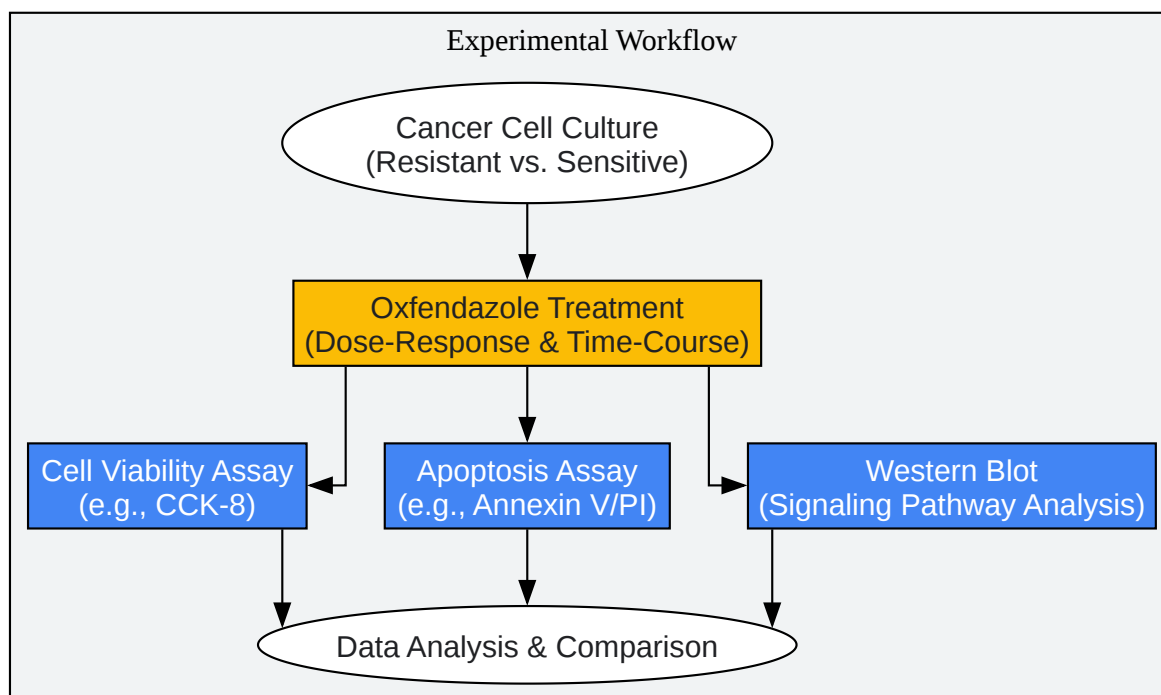 Experimental Workflow
Cancer Cell Culture
(Resistant vs. Sensitive)
Oxfendazole Treatment
(Dose-Response & Time-Course)
Cell Viability Assay
(e.g., CCK-8)
Apoptosis Assay
(e.g., Annexin V/PI)
Western Blot
(Signaling Pathway Analysis)
Data Analysis & Comparison